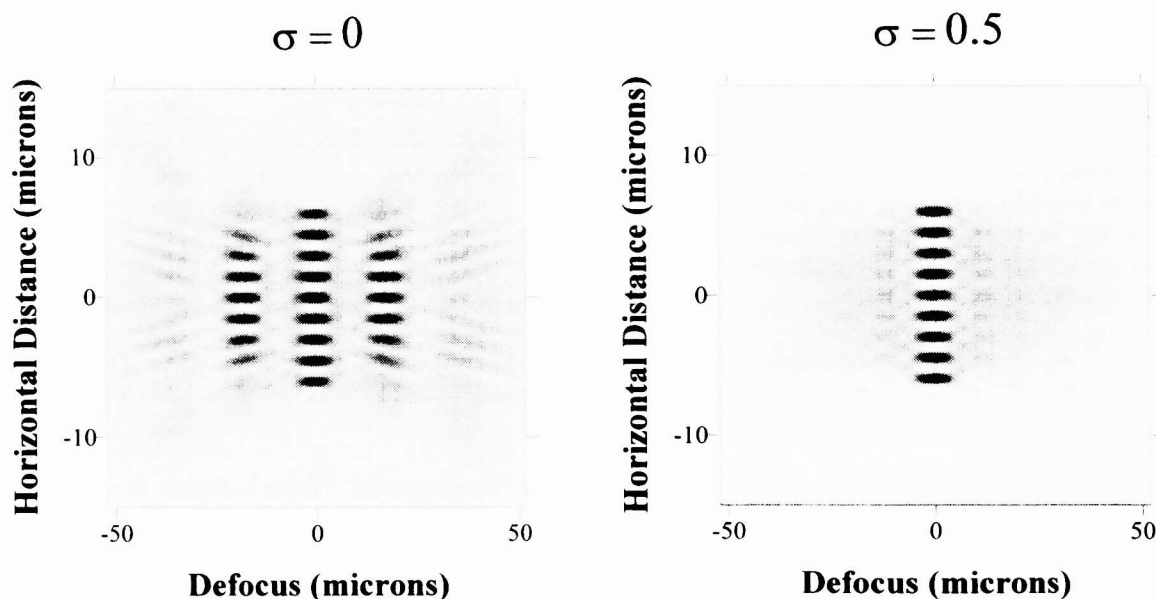 σ = 0
Horizontal Distance (microns)
10
0
-10
-50
0
50
Defocus (microns)
σ = 0.5
Horizontal Distance (microns)
10
0
-10
-50
0
50
Defocus (microns)